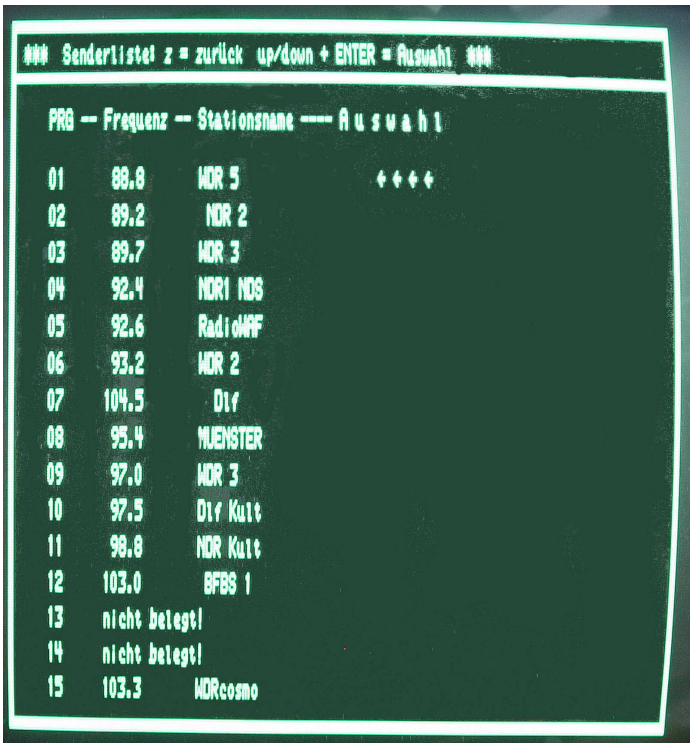 *** Senderliste: z = zurück up/down + ENTER = Auswahl ***
PRG -- Frequenz -- Stationsname ---- A u s w a h l
01 88.8 WDR 5 ←←←←
02 89.2 NDR 2
03 89.7 WDR 3
04 92.4 NDR1 NDS
05 92.6 RadioWAF
06 93.2 WDR 2
07 104.5 Dlf
08 95.4 MUENSTER
09 97.0 WDR 3
10 97.5 Dlf Kult
11 98.8 NDR Kult
12 103.0 BFBS 1
13 nicht belegt!
14 nicht belegt!
15 103.3 WDRcosmo